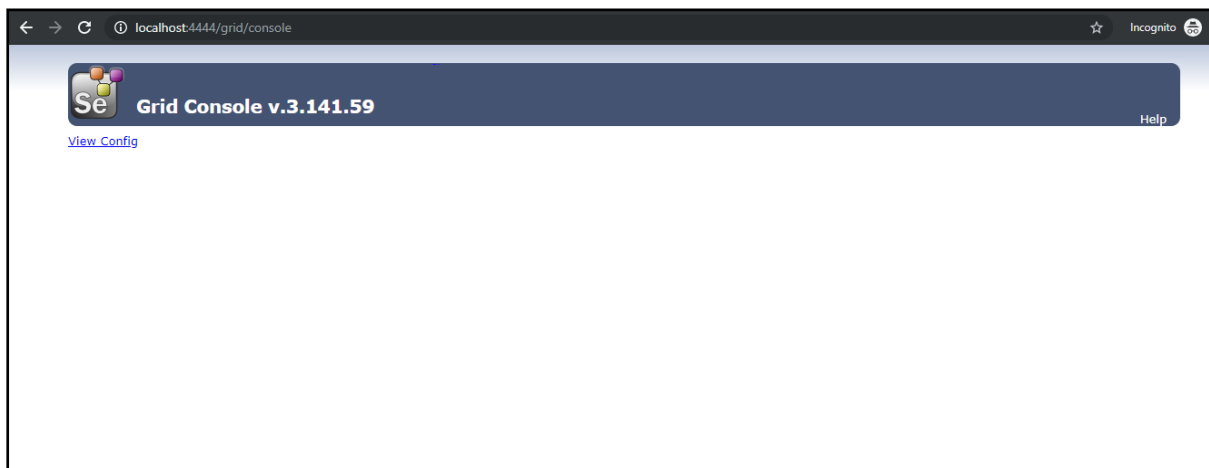 localhost:4444/grid/console
Incognito
Se
Grid Console v.3.141.59
Help
View Config